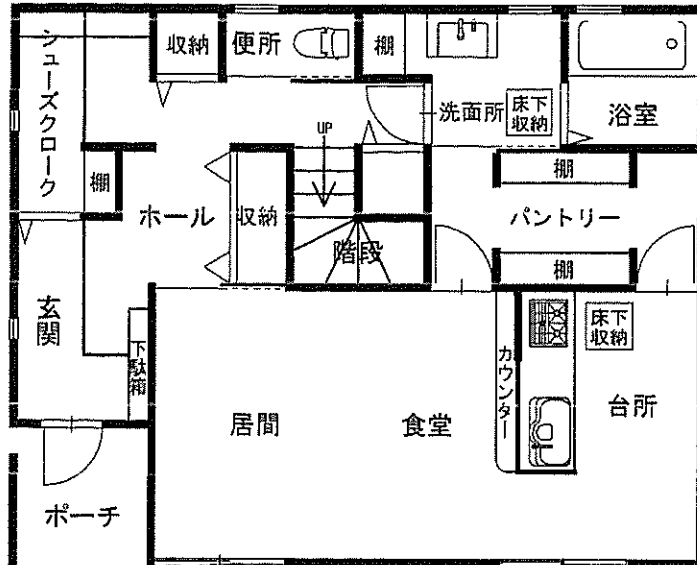 シューズクローク
収納
便所
棚
洗面所
床下
収納
浴室
UP
棚
棚
ホール
収納
パントリー
階段
棚
玄関
下駄箱
居間
食堂
カウンター
床下
収納
台所
ポーチ